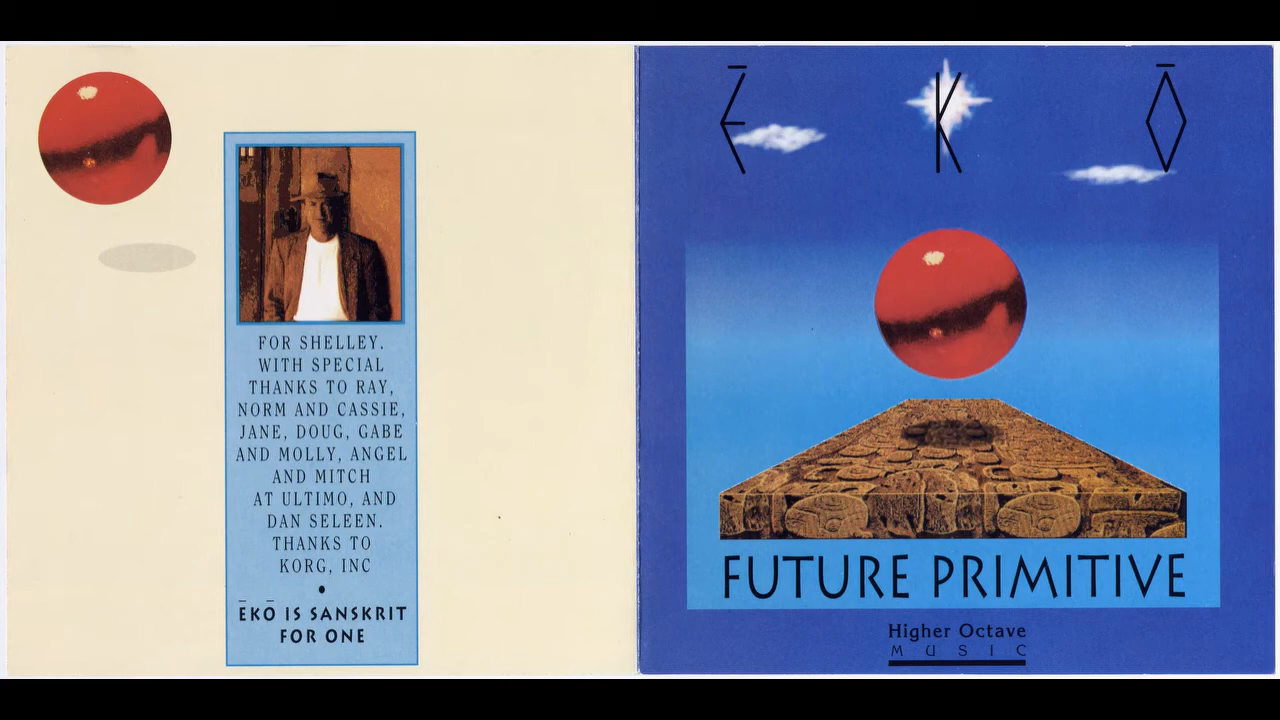 FOR SHELLEY.
WITH SPECIAL
THANKS TO RAY,
NORM AND CASSIE,
JANE, DOUG, GABE
AND MOLLY, ANGEL
AND MITCH
AT ULTIMO, AND
DAN SELEEN.
THANKS TO
KORG, INC
•
ĒKŌ IS SANSKRIT
FOR ONE
ĒKŌ
FUTURE PRIMITIVE
Higher Octave
MUSIC